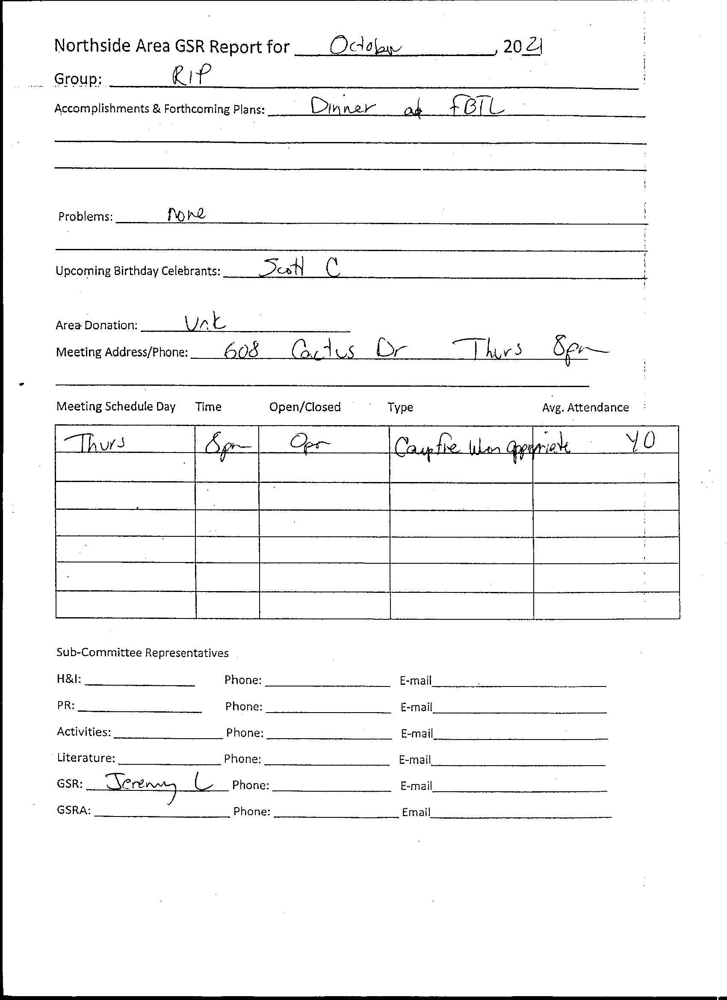 Northside Area GSR Report for October, 2021
Group: RIP
Accomplishments & Forthcoming Plans: Dinner at FBTL
Problems: none
Upcoming Birthday Celebrants: Scott C
Area Donation: Unk
Meeting Address/Phone: 608 Cactus Dr Thurs 8pm
Meeting Schedule Day Time Open/Closed Type Avg. Attendance
Thurs 8pm Open Campfire When appropriate 40
Sub-Committee Representatives
H&I: Phone: E-mail
PR: Phone: E-mail
Activities: Phone: E-mail
Literature: Phone: E-mail
GSR: Jeremy L Phone: E-mail
GSRA: Phone: Email